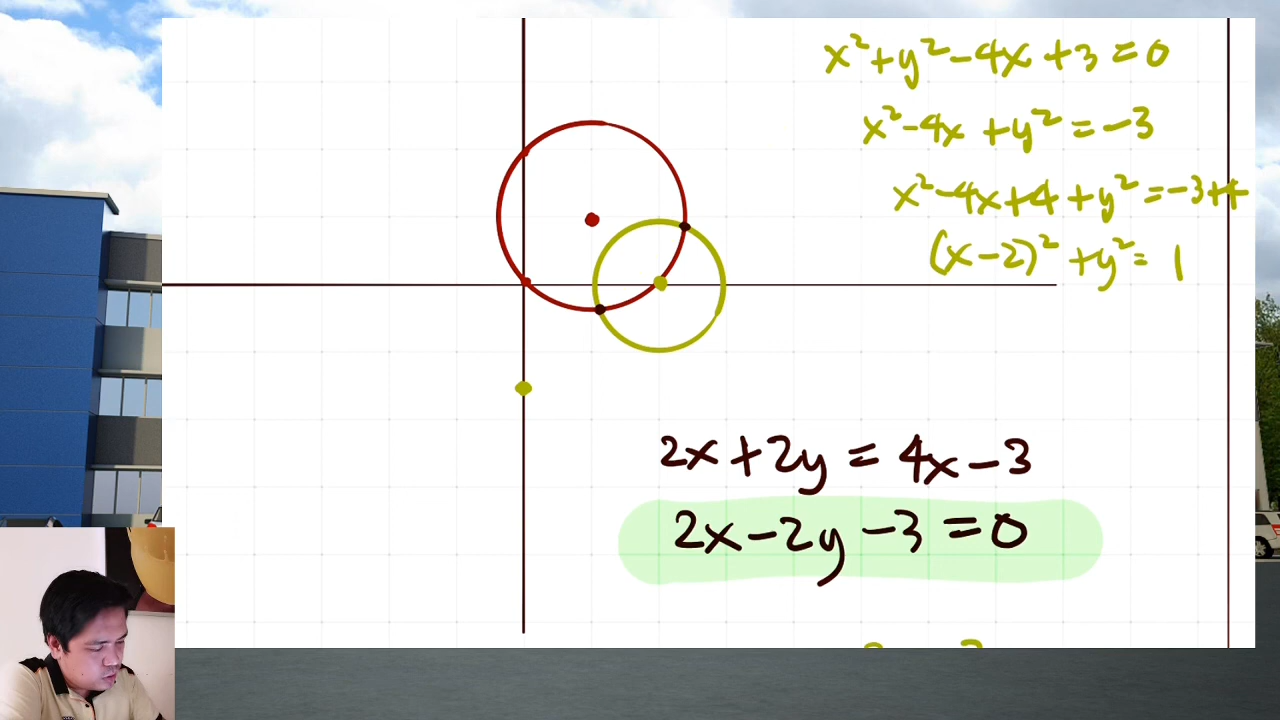 x²+y²-4x+3=0
x²-4x+y²=-3
x²-4x+4+y²=-3+4
(x-2)²+y²=1
2x+2y=4x-3
2x-2y-3=0